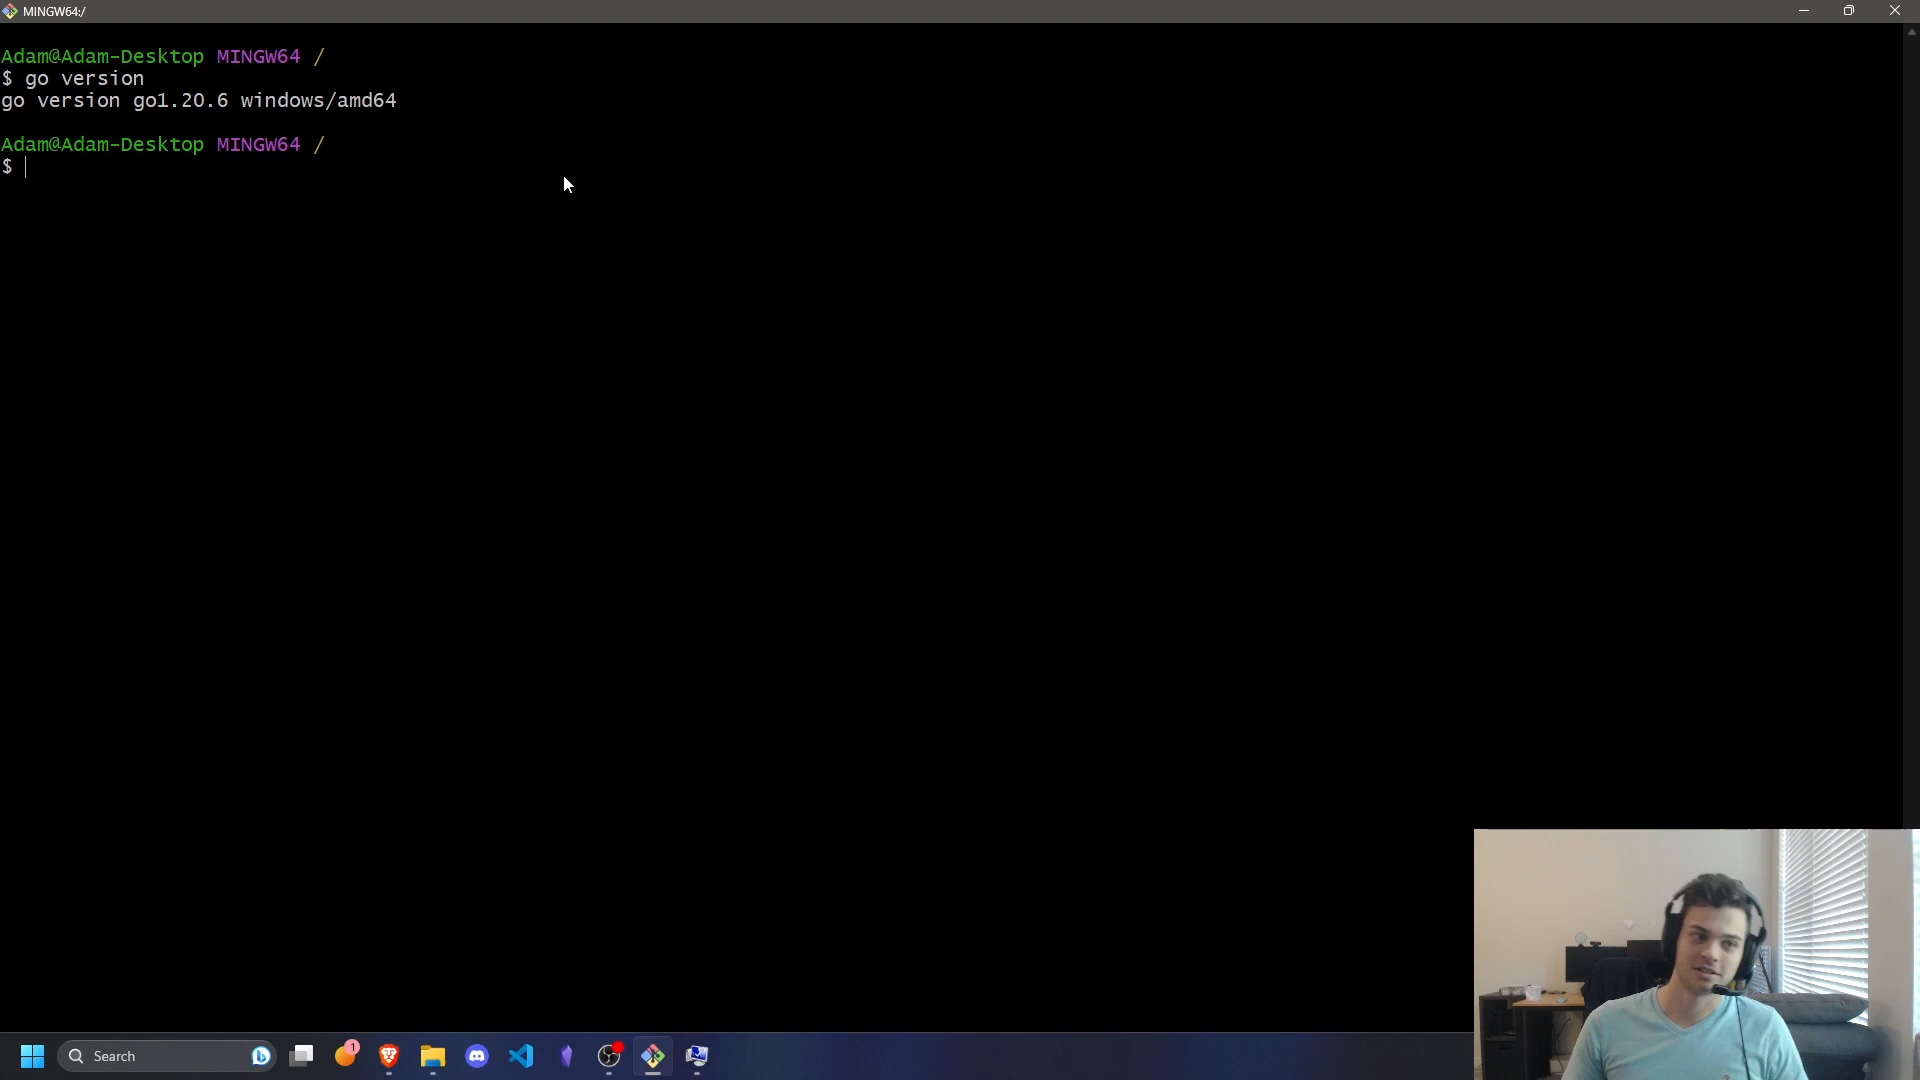 MINGW64:/
Adam@Adam-Desktop MINGW64 /
$ go version
go version go1.20.6 windows/amd64
Adam@Adam-Desktop MINGW64 /
$
Search
1